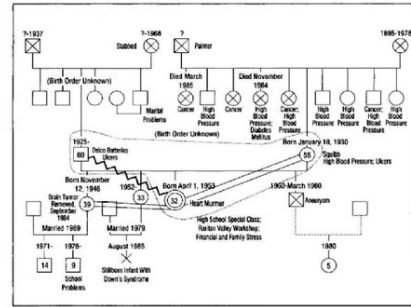 ?-1937
?-1968
?
1895-1978
Stabbed
Painter
(Birth Order Unknown)
Marital
Problems
Died March
1985
Died November
1984
Cancer
High
Blood
Pressure
Cancer
High
Blood
Pressure;
Diabetes
Mellitus
Cancer
High
Blood
Pressure
High
Blood
Pressure
Cancer;
High
Blood
Pressure
High
Blood
Pressure
(Birth Order Unknown)
1925-
60
Delco Batteries
Ulcers
Born January 18, 1930
55
Squibb
High Blood Pressure; Ulcers
Born November
12, 1946
Brain Tumor
Removed,
September
1984
39
1952-
33
Born April 1, 1953
32
Heart Murmur
1960-March 1980
Aneurysm
High School Special Class;
Raritan Valley Workshop;
Financial and Family Stress
Married 1969
Married 1979
1971-
14
1976-
9
School
Problems
August 1985
Stillborn Infant With
Down's Syndrome
1980
5